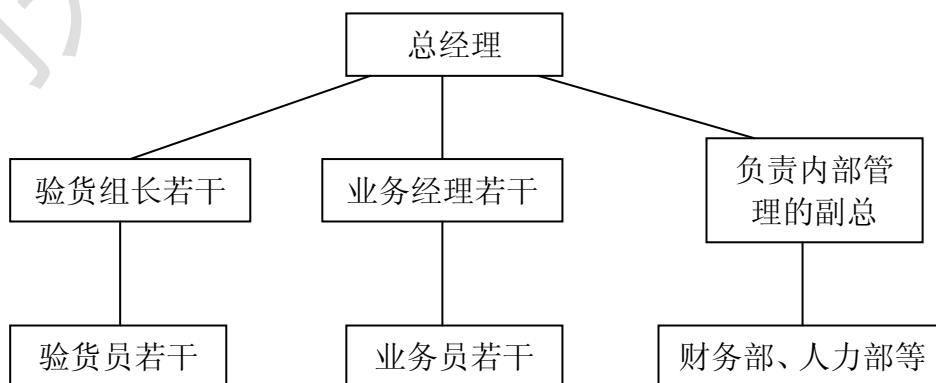 总经理
验货组长若干
业务经理若干
负责内部管
理的副总
验货员若干
业务员若干
财务部、人力部等